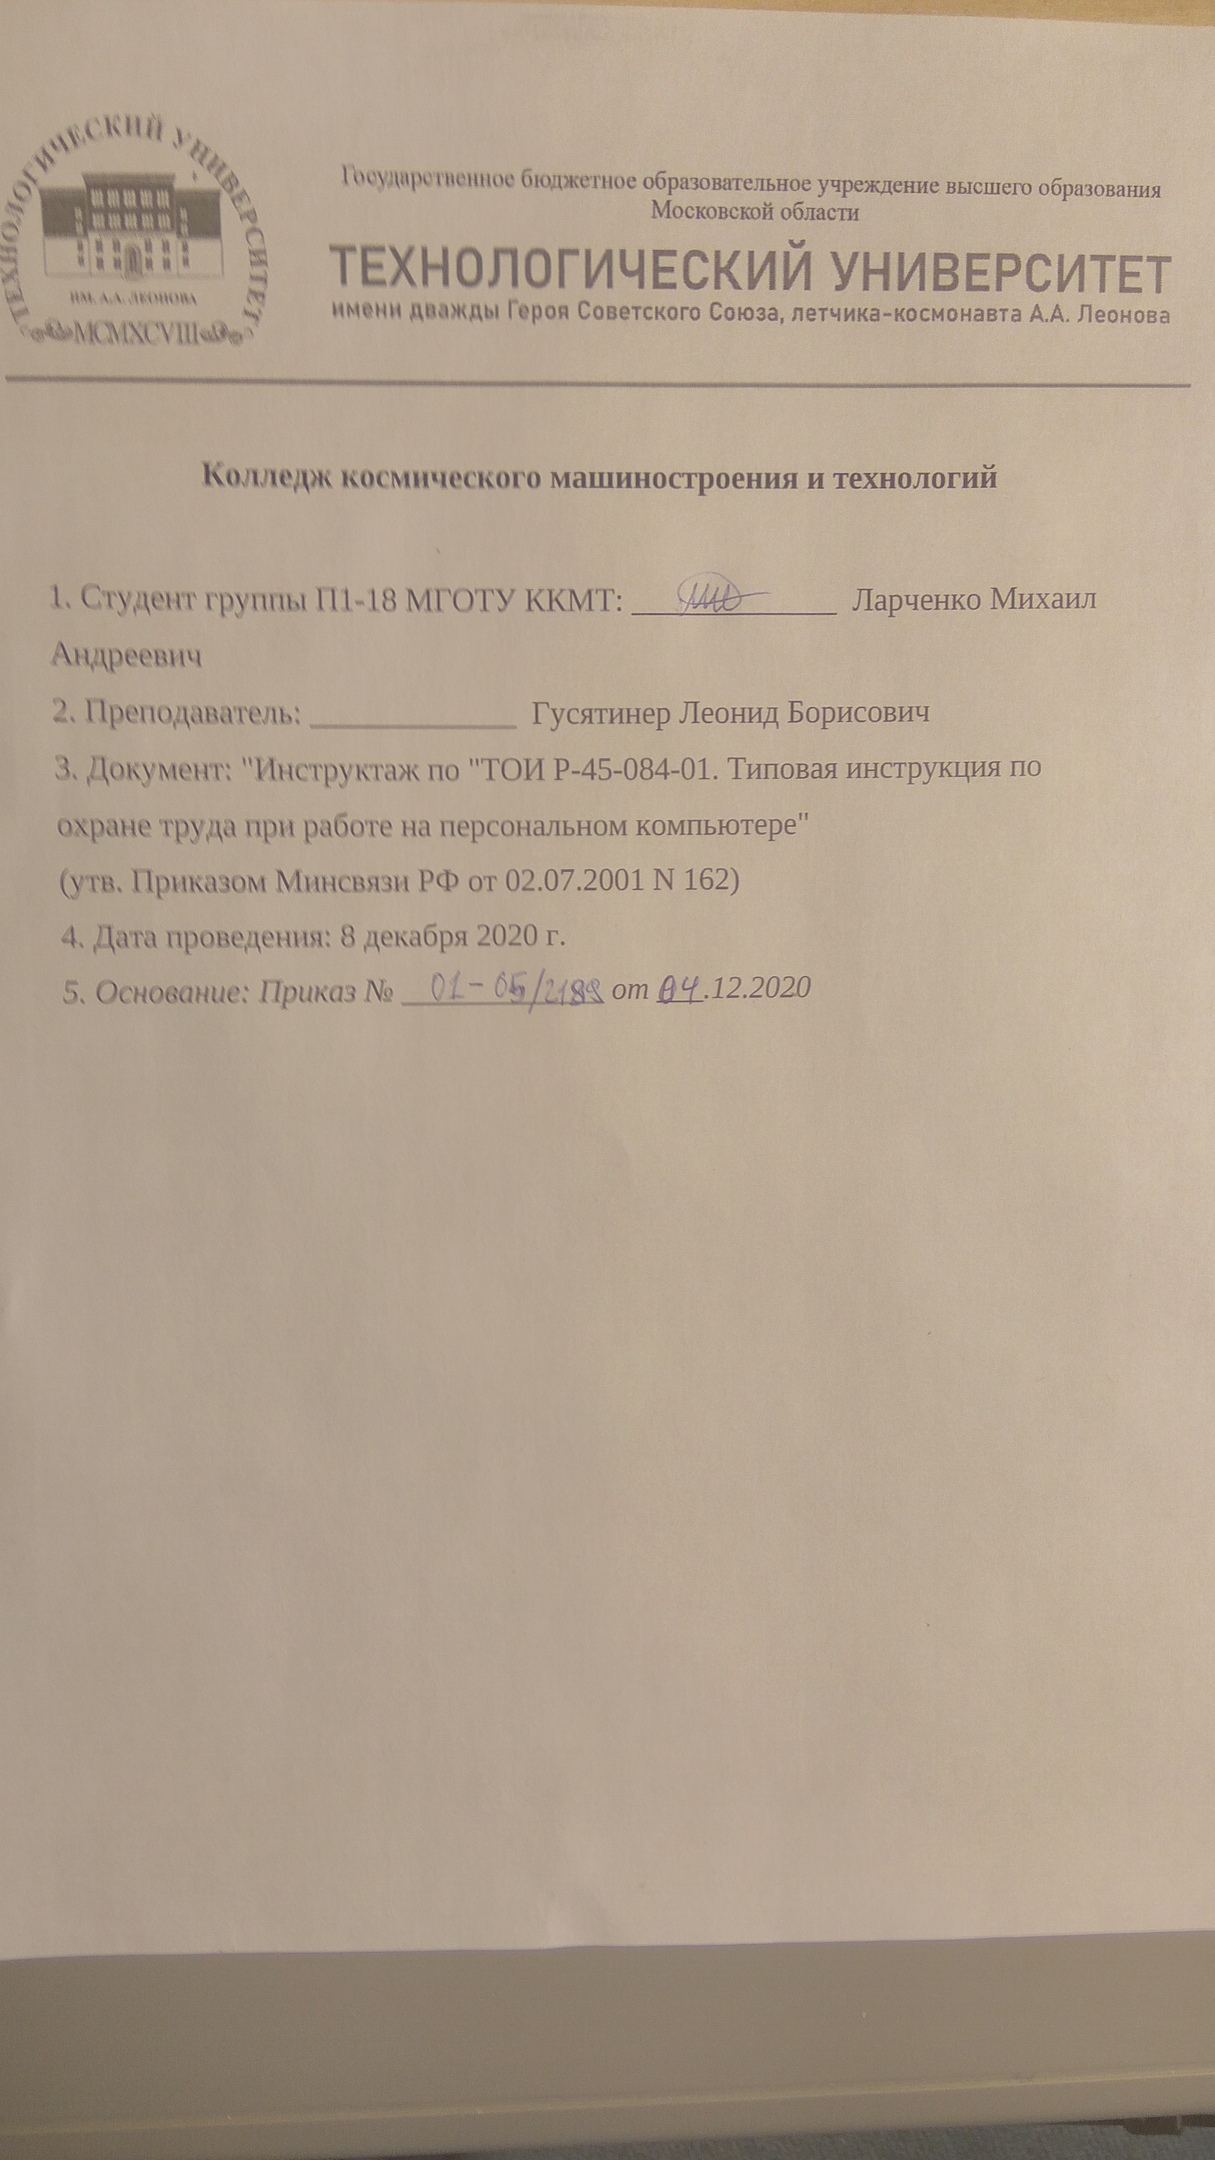 ТЕХНОЛОГИЧЕСКИЙ УНИВЕРСИТЕТ
ИМ. А.А. ЛЕОНОВА
MCMXCVIII
Государственное бюджетное образовательное учреждение высшего образования
Московской области
ТЕХНОЛОГИЧЕСКИЙ УНИВЕРСИТЕТ
имени дважды Героя Советского Союза, летчика-космонавта А.А. Леонова
Колледж космического машиностроения и технологий
1. Студент группы П1-18 МГОТУ ККМТ: ______________ Ларченко Михаил
Андреевич
2. Преподаватель: ______________ Гусятинер Леонид Борисович
3. Документ: "Инструктаж по "ТОИ Р-45-084-01. Типовая инструкция по
охране труда при работе на персональном компьютере"
(утв. Приказом Минсвязи РФ от 02.07.2001 N 162)
4. Дата проведения: 8 декабря 2020 г.
5. Основание: Приказ № 01-05/2189 от 04.12.2020